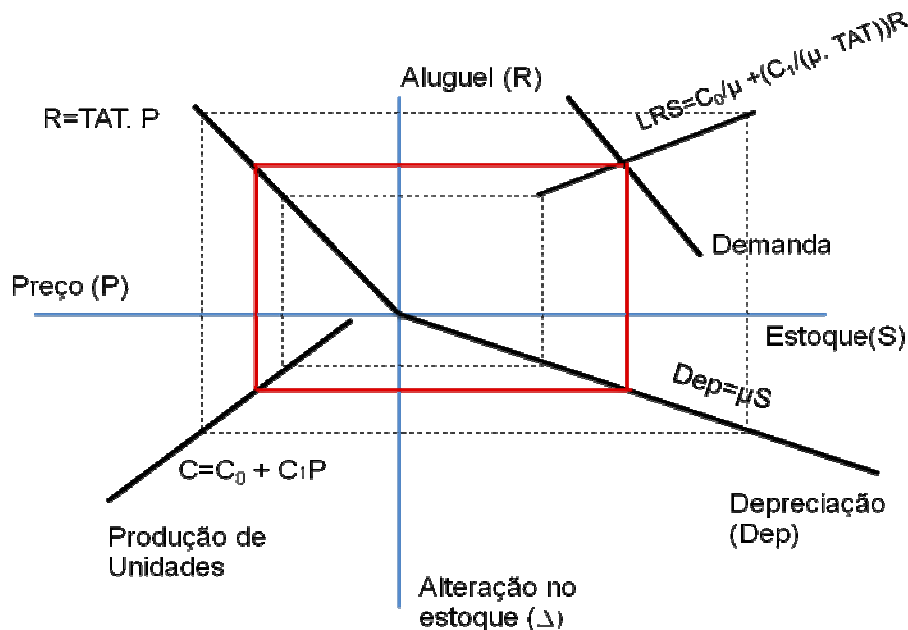 Aluguel (R)
LRS=C₀/μ +(C₁/(μ. TAT))R
R=TAT. P
Demanda
Preço (P)
Estoque(S)
Dep=μS
C=C₀ + C₁P
Depreciação
(Dep)
Produção de
Unidades
Alteração no
estoque (Δ)